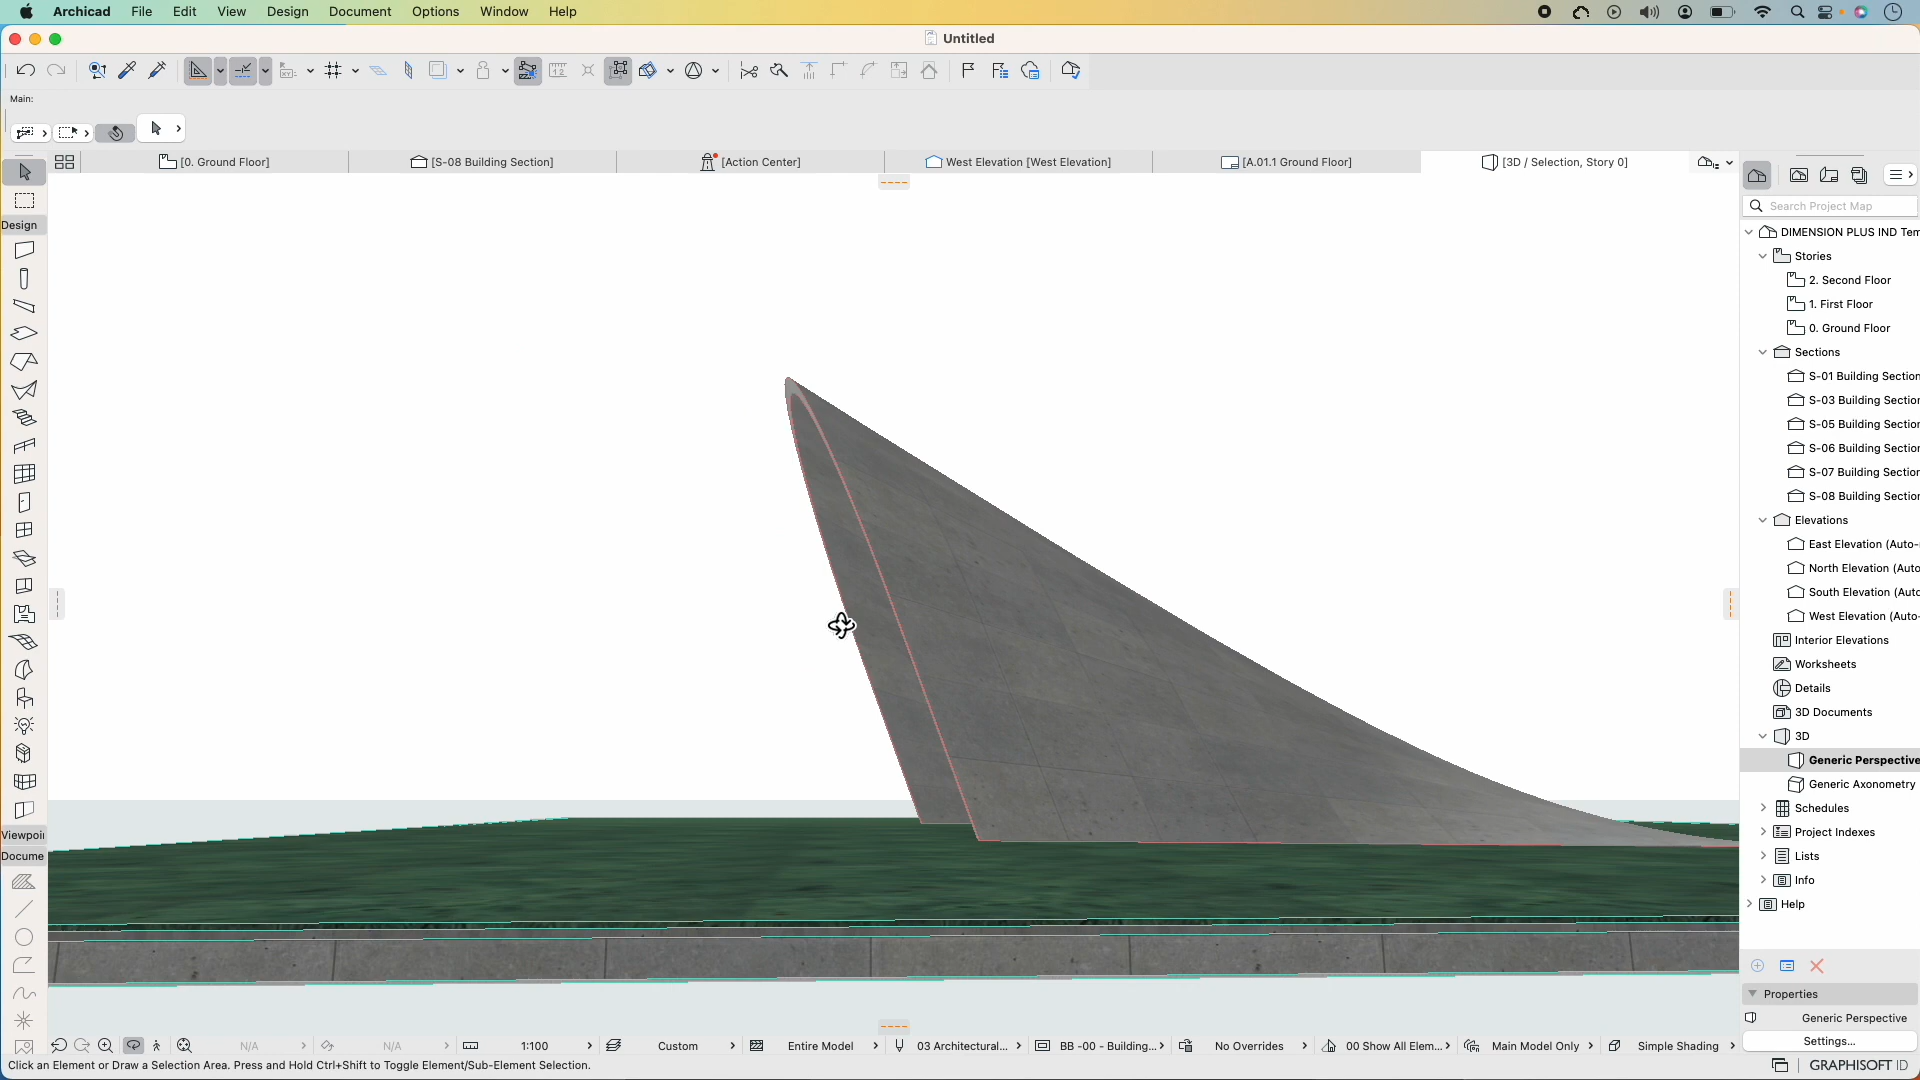 Archicad File Edit View Design Document Options Window Help
Untitled
Main:
[0. Ground Floor] [S-08 Building Section] [Action Center] West Elevation [West Elevation] [A.01.1 Ground Floor] [3D / Selection, Story 0]
Search Project Map
Design
DIMENSION PLUS IND Tem
Stories
2. Second Floor
1. First Floor
0. Ground Floor
Sections
S-01 Building Section
S-03 Building Section
S-05 Building Section
S-06 Building Section
S-07 Building Section
S-08 Building Section
Elevations
East Elevation (Auto-
North Elevation (Auto
South Elevation (Auto
West Elevation (Auto-
Interior Elevations
Worksheets
Details
3D Documents
3D
Generic Perspective
Generic Axonometry
Schedules
Project Indexes
Lists
Info
Help
Viewpoi
Docume
Properties
Generic Perspective
Settings...
N/A N/A 1:100 Custom Entire Model 03 Architectural... BB -00 - Building... No Overrides 00 Show All Elem... Main Model Only Simple Shading
Click an Element or Draw a Selection Area. Press and Hold Ctrl+Shift to Toggle Element/Sub-Element Selection.
GRAPHISOFT ID